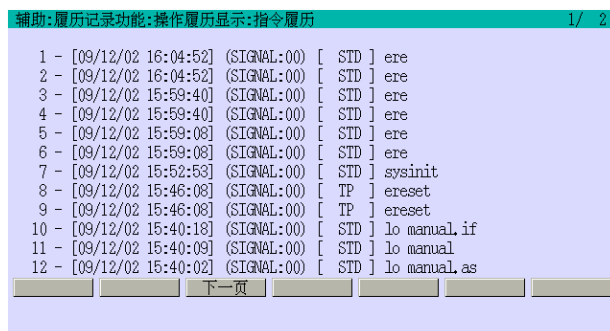 辅助:履历记录功能:操作履历显示:指令履历 1/ 2
1 - [09/12/02 16:04:52] (SIGNAL:00) [ STD ] ere
2 - [09/12/02 16:04:52] (SIGNAL:00) [ STD ] ere
3 - [09/12/02 15:59:40] (SIGNAL:00) [ STD ] ere
4 - [09/12/02 15:59:40] (SIGNAL:00) [ STD ] ere
5 - [09/12/02 15:59:08] (SIGNAL:00) [ STD ] ere
6 - [09/12/02 15:59:08] (SIGNAL:00) [ STD ] ere
7 - [09/12/02 15:52:53] (SIGNAL:00) [ STD ] sysinit
8 - [09/12/02 15:46:08] (SIGNAL:00) [ TP ] ereset
9 - [09/12/02 15:46:08] (SIGNAL:00) [ TP ] ereset
10 - [09/12/02 15:40:18] (SIGNAL:00) [ STD ] lo manual.if
11 - [09/12/02 15:40:09] (SIGNAL:00) [ STD ] lo manual
12 - [09/12/02 15:40:02] (SIGNAL:00) [ STD ] lo manual.as
下一页